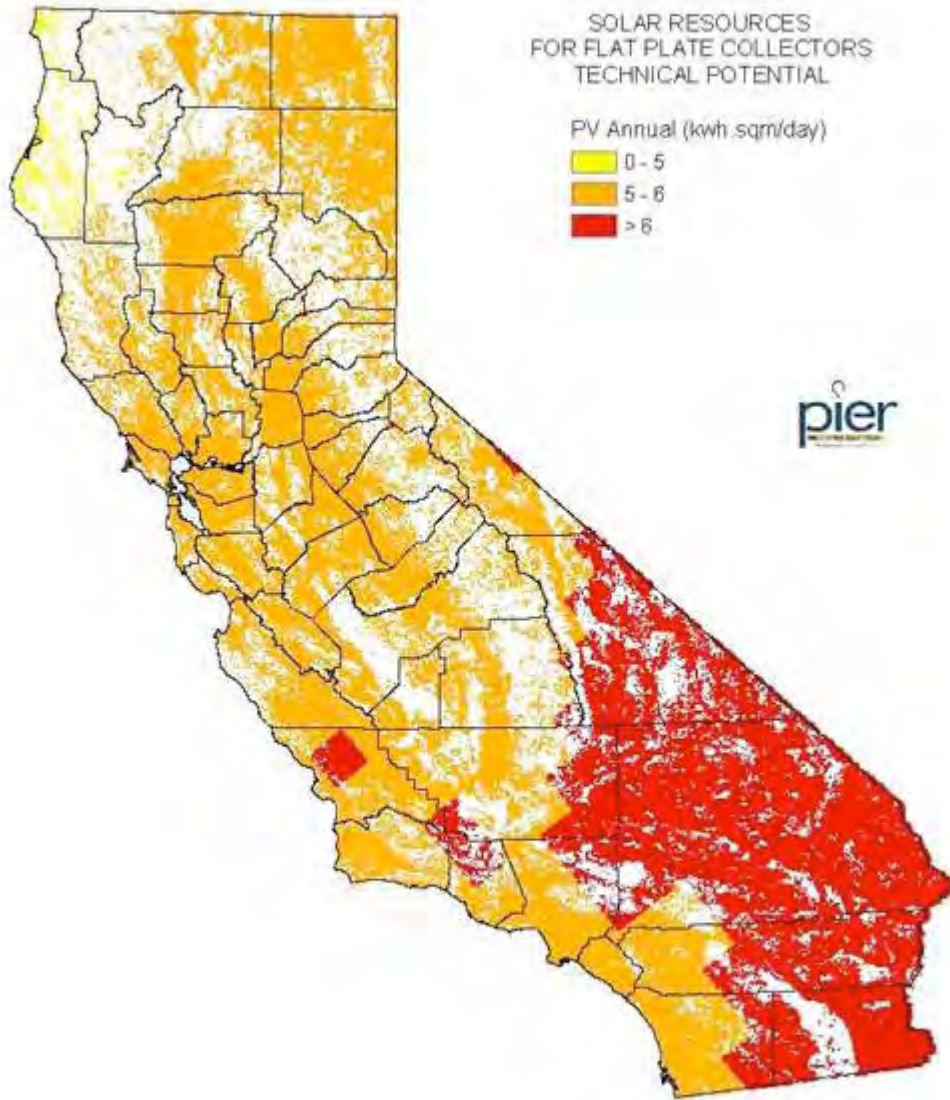 SOLAR RESOURCES
FOR FLAT PLATE COLLECTORS
TECHNICAL POTENTIAL
PV Annual (kwh.sqm/day)
0 - 5
5 - 6
> 6
pier